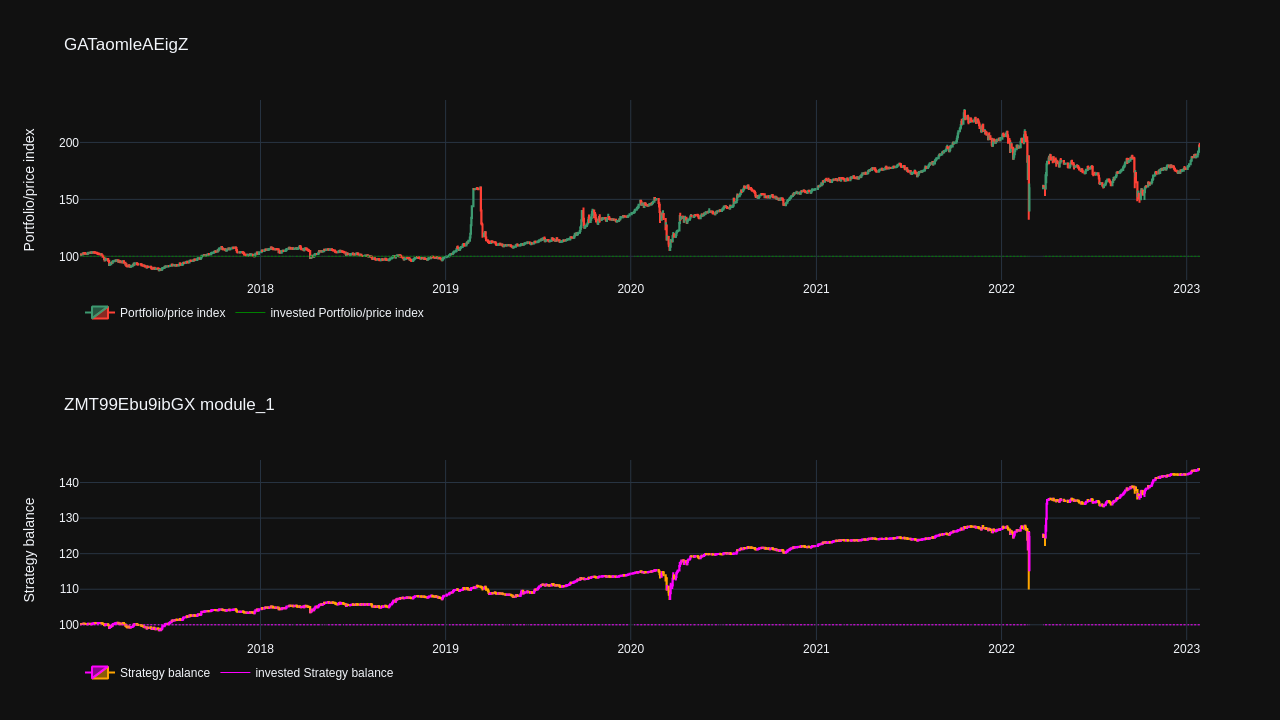 GATaomleAEigZ
Portfolio/price index
200
150
100
2018 2019 2020 2021 2022 2023
Portfolio/price index invested Portfolio/price index
ZMT99Ebu9ibGX module_1
Strategy balance
140
130
120
110
100
2018 2019 2020 2021 2022 2023
Strategy balance invested Strategy balance